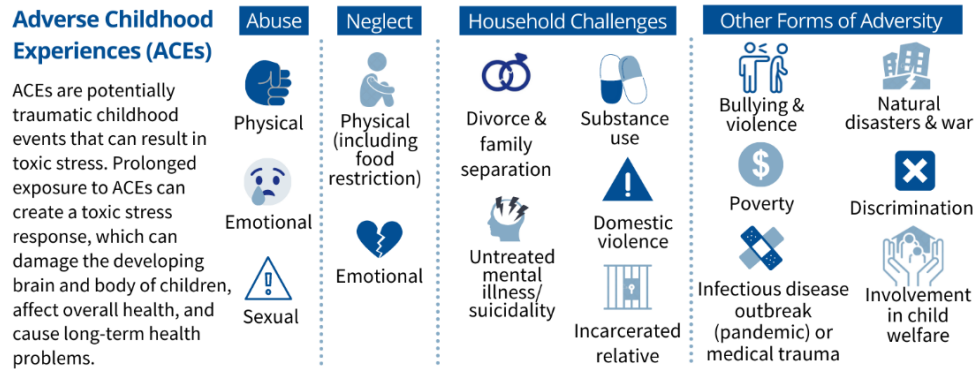 Adverse Childhood
Experiences (ACEs)
ACEs are potentially
traumatic childhood
events that can result in
toxic stress. Prolonged
exposure to ACEs can
create a toxic stress
response, which can
damage the developing
brain and body of children,
affect overall health, and
cause long-term health
problems.
Abuse
Physical
Emotional
Sexual
Neglect
Physical
(including
food
restriction)
Emotional
Household Challenges
Divorce &
family
separation
Untreated
mental
illness/
suicidality
Substance
use
Domestic
violence
Incarcerated
relative
Other Forms of Adversity
Bullying &
violence
$
Poverty
Infectious disease
outbreak
(pandemic) or
medical trauma
Natural
disasters & war
Discrimination
Involvement
in child
welfare